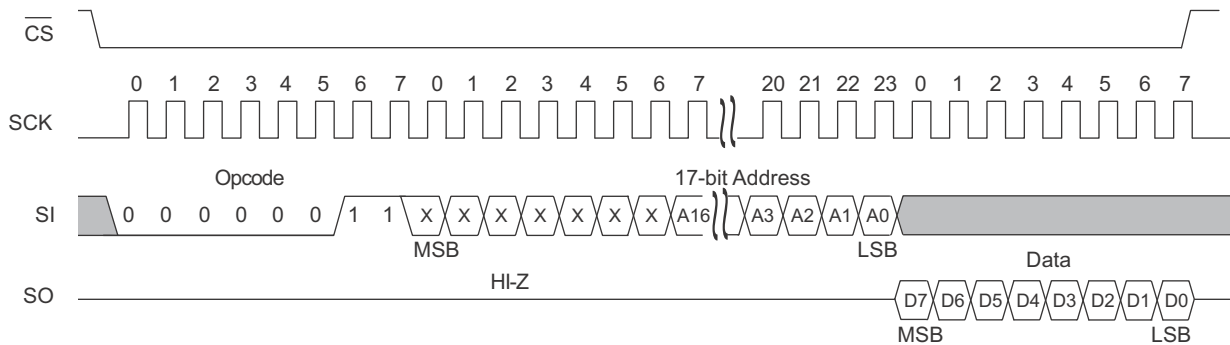 CS
0 1 2 3 4 5 6 7 0 1 2 3 4 5 6 7 20 21 22 23 0 1 2 3 4 5 6 7
SCK
Opcode 17-bit Address
SI 0 0 0 0 0 0 1 1 X X X X X X X A16 A3 A2 A1 A0
MSB LSB
HI-Z Data
SO D7 D6 D5 D4 D3 D2 D1 D0
MSB LSB